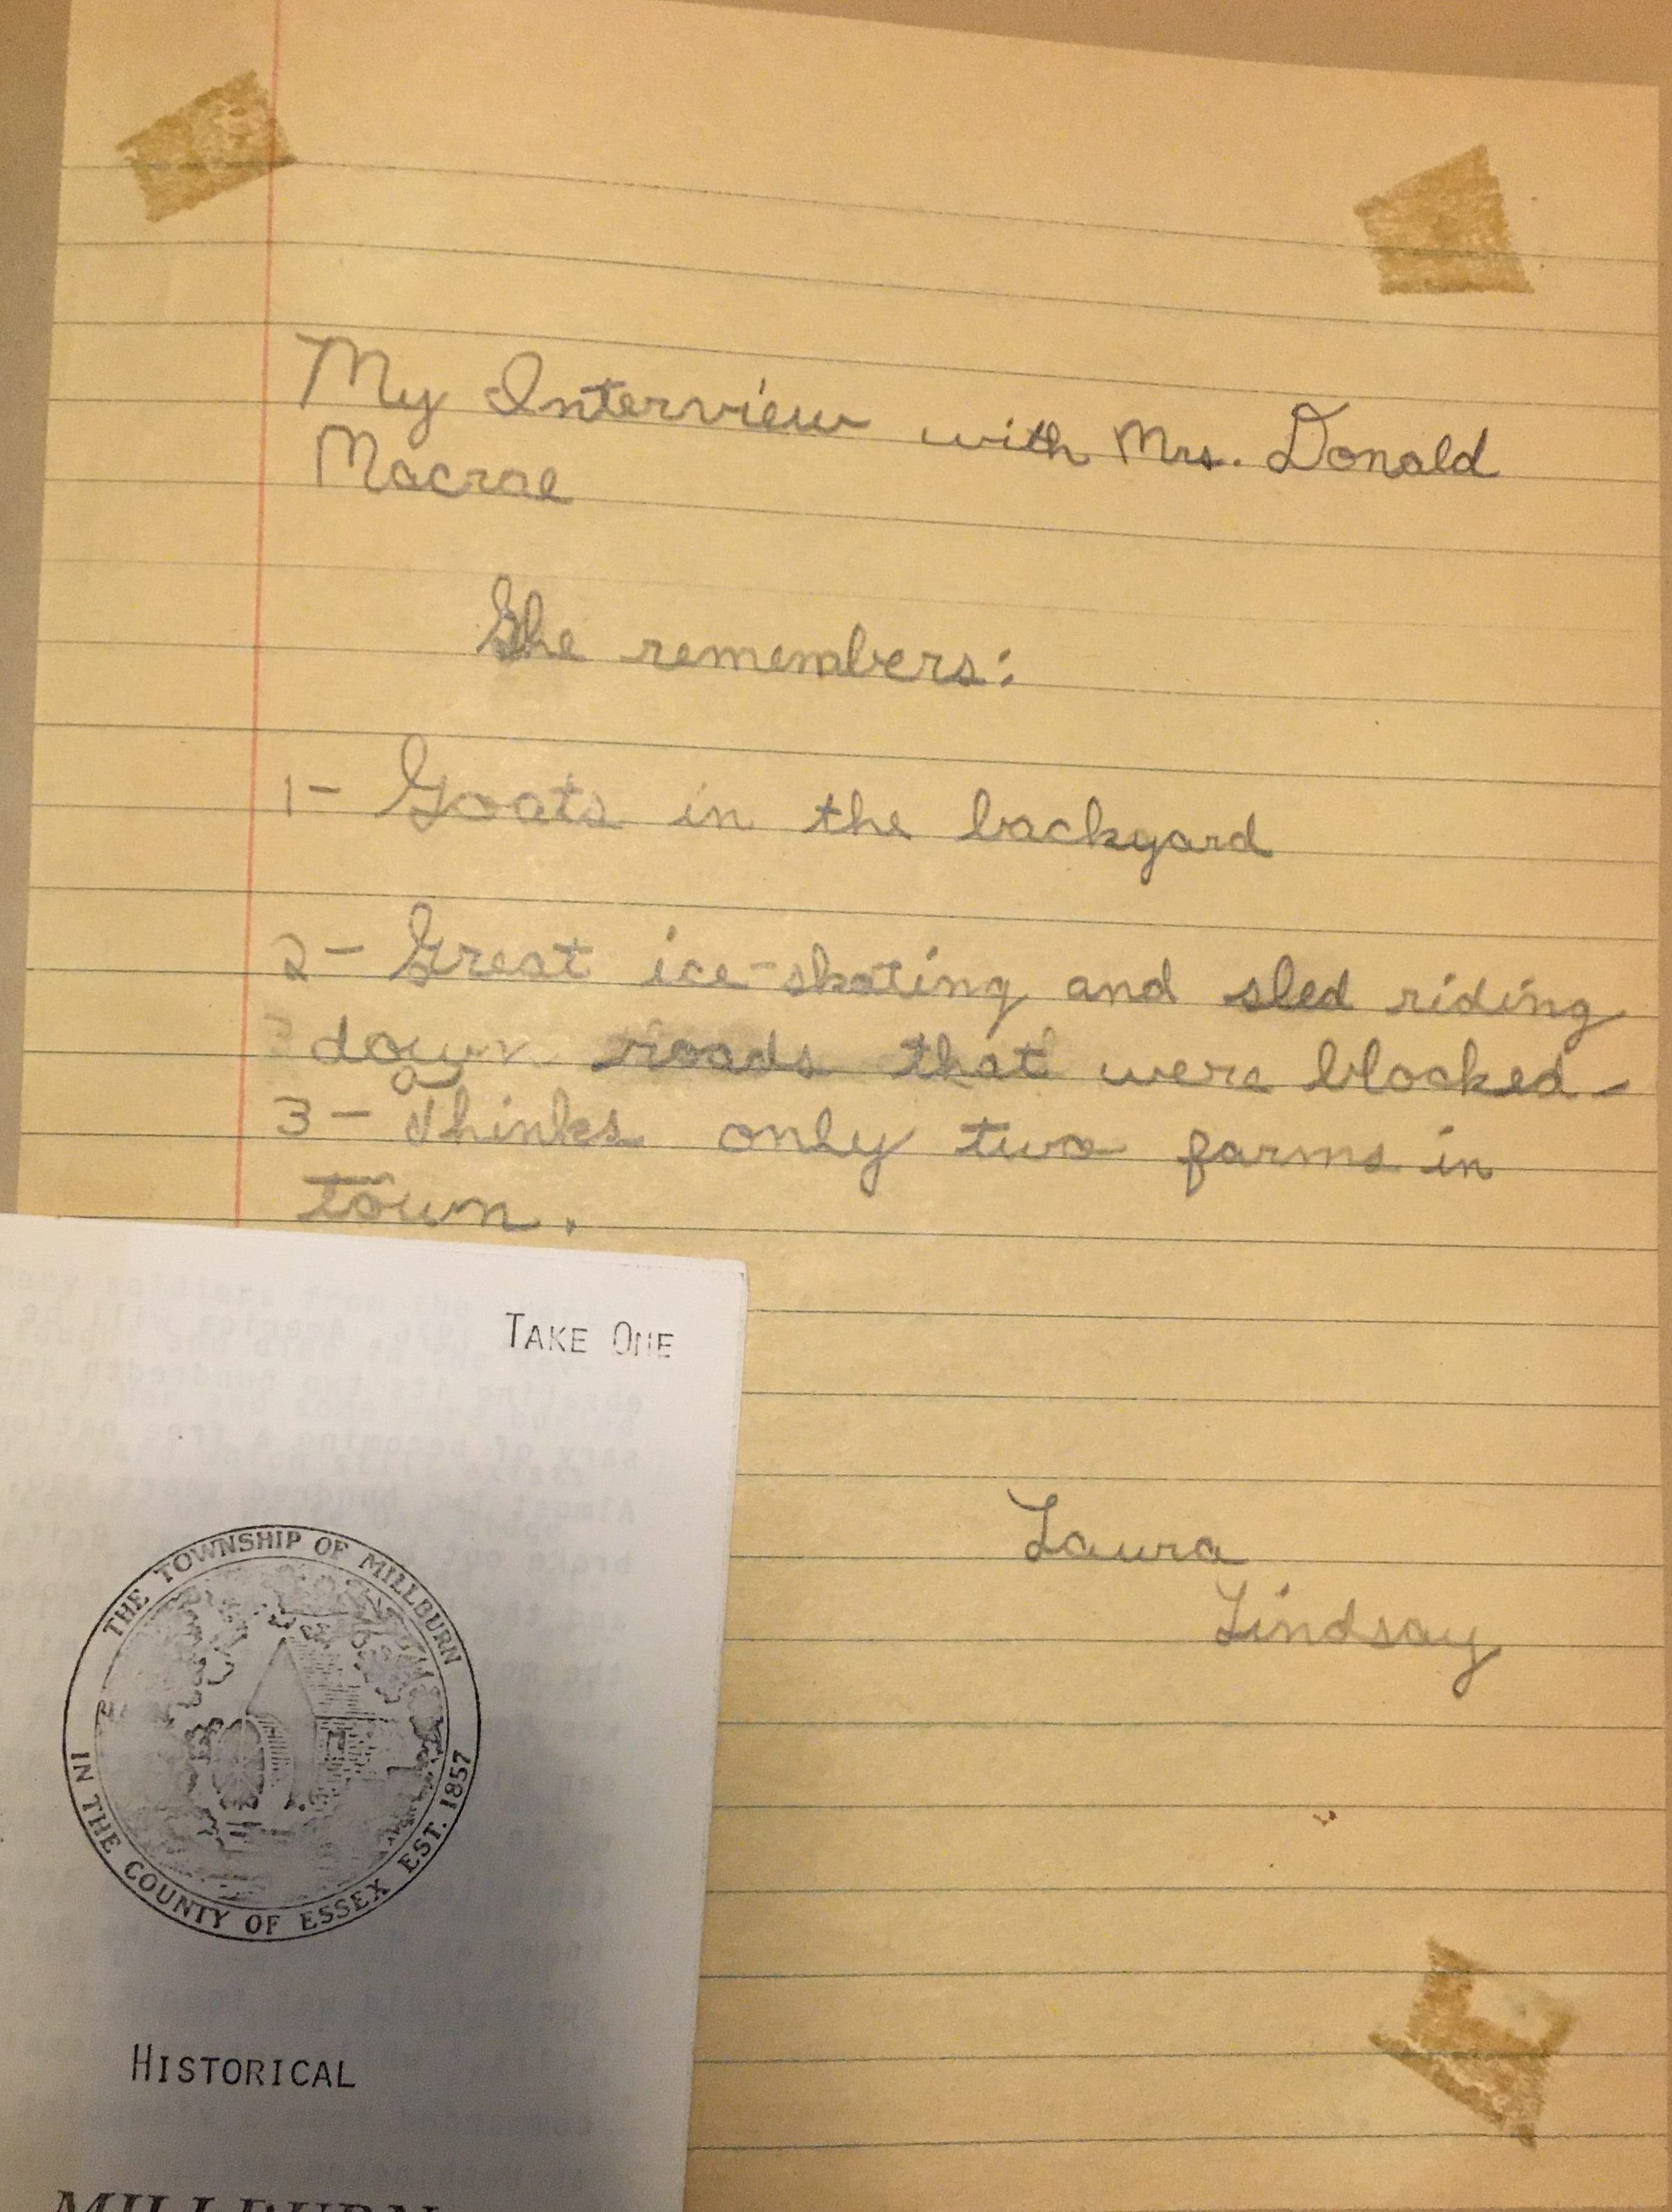 My Interview with Mrs. Donald
Macrae
She remembers:
1- Goats in the backyard
2- Great ice-skating and sled riding
down roads that were blocked-
3- Thinks only two farms in
town.
Laura
Lindsay
TAKE ONE
THE TOWNSHIP OF MILLBURN
IN THE COUNTY OF ESSEX EST. 1857
HISTORICAL
MILLBURN